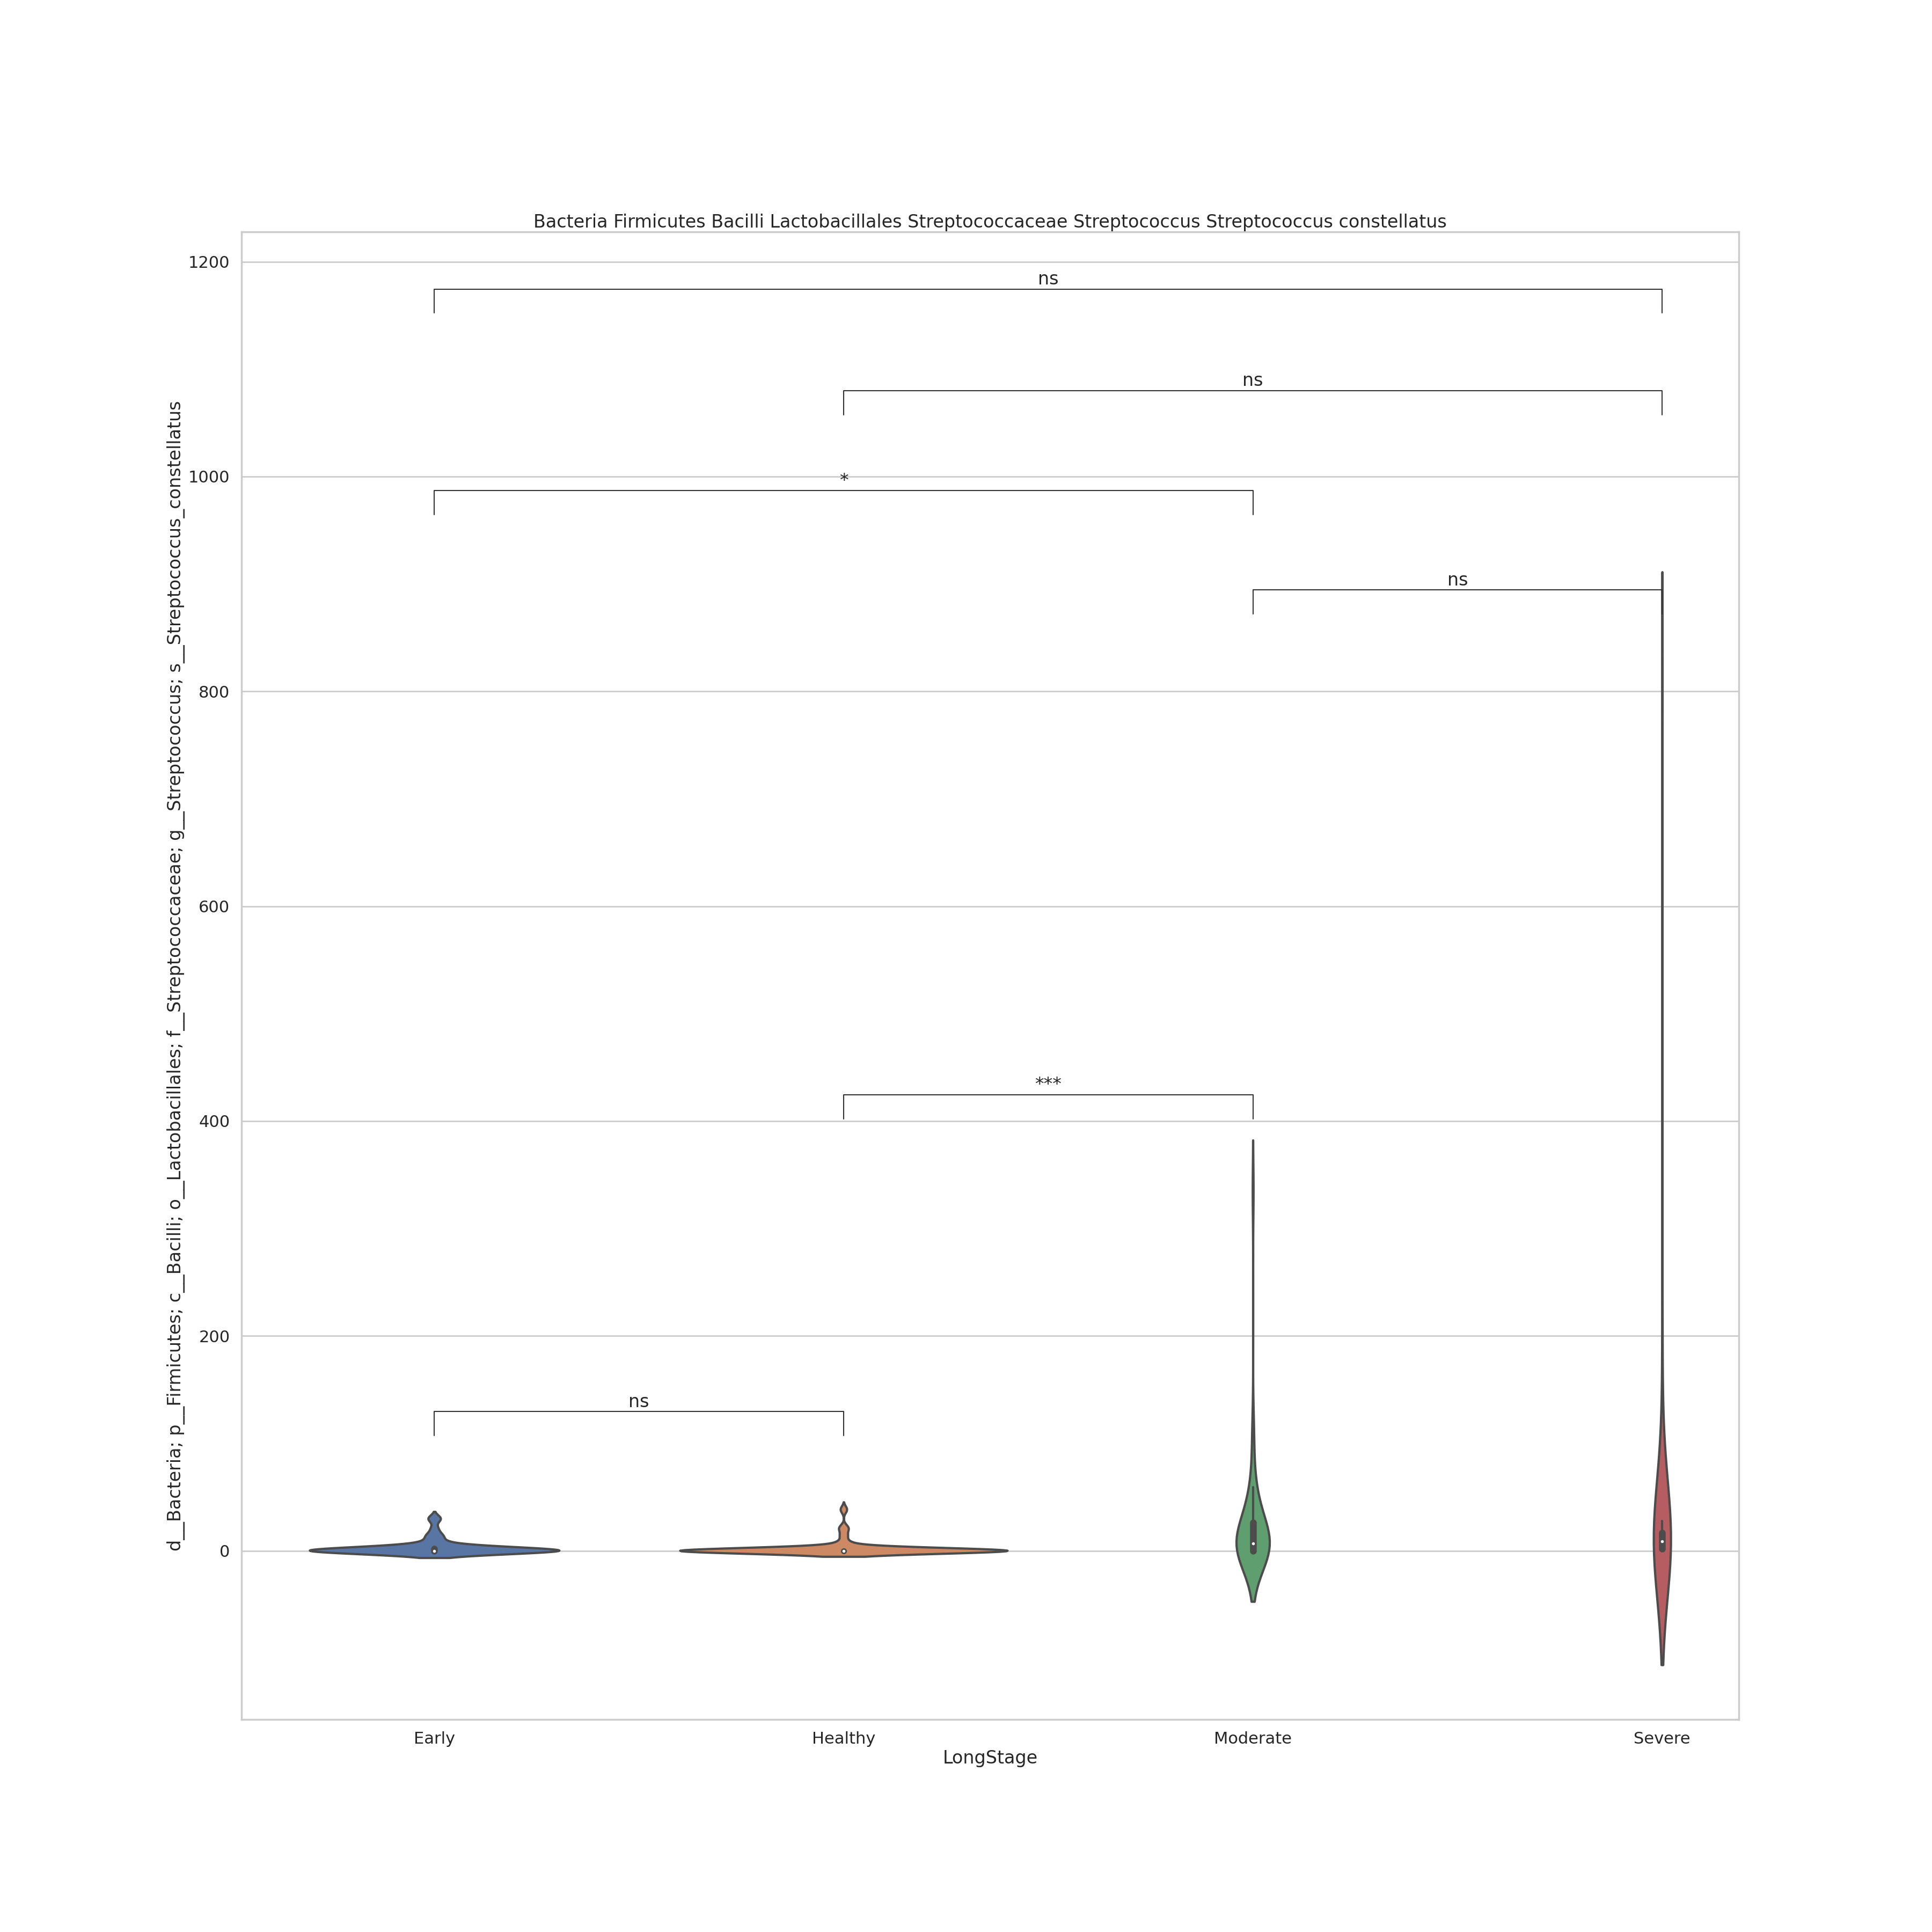 Bacteria Firmicutes Bacilli Lactobacillales Streptococcaceae Streptococcus Streptococcus constellatus
d__Bacteria; p__Firmicutes; c__Bacilli; o__Lactobacillales; f__Streptococcaceae; g__Streptococcus; s__Streptococcus_constellatus
1200
ns
ns
1000
*
ns
800
600
***
400
200
ns
0
Early
Healthy
Moderate
Severe
LongStage